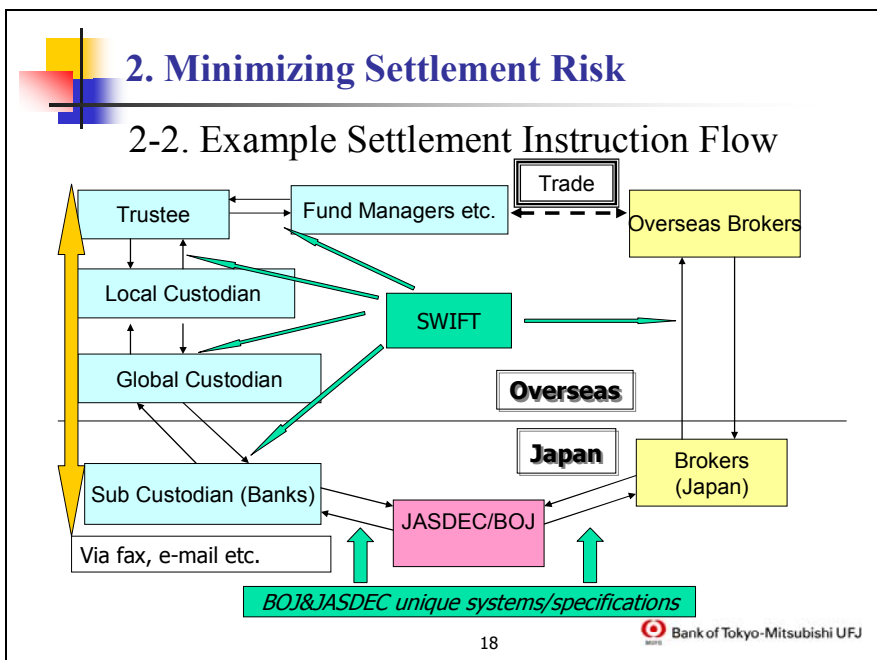 2. Minimizing Settlement Risk
2-2. Example Settlement Instruction Flow
Trade
Trustee
Fund Managers etc.
Overseas Brokers
Local Custodian
SWIFT
Global Custodian
Overseas
Japan
Brokers
(Japan)
Sub Custodian (Banks)
JASDEC/BOJ
Via fax, e-mail etc.
BOJ&JASDEC unique systems/specifications
18
MUFG
Bank of Tokyo-Mitsubishi UFJ